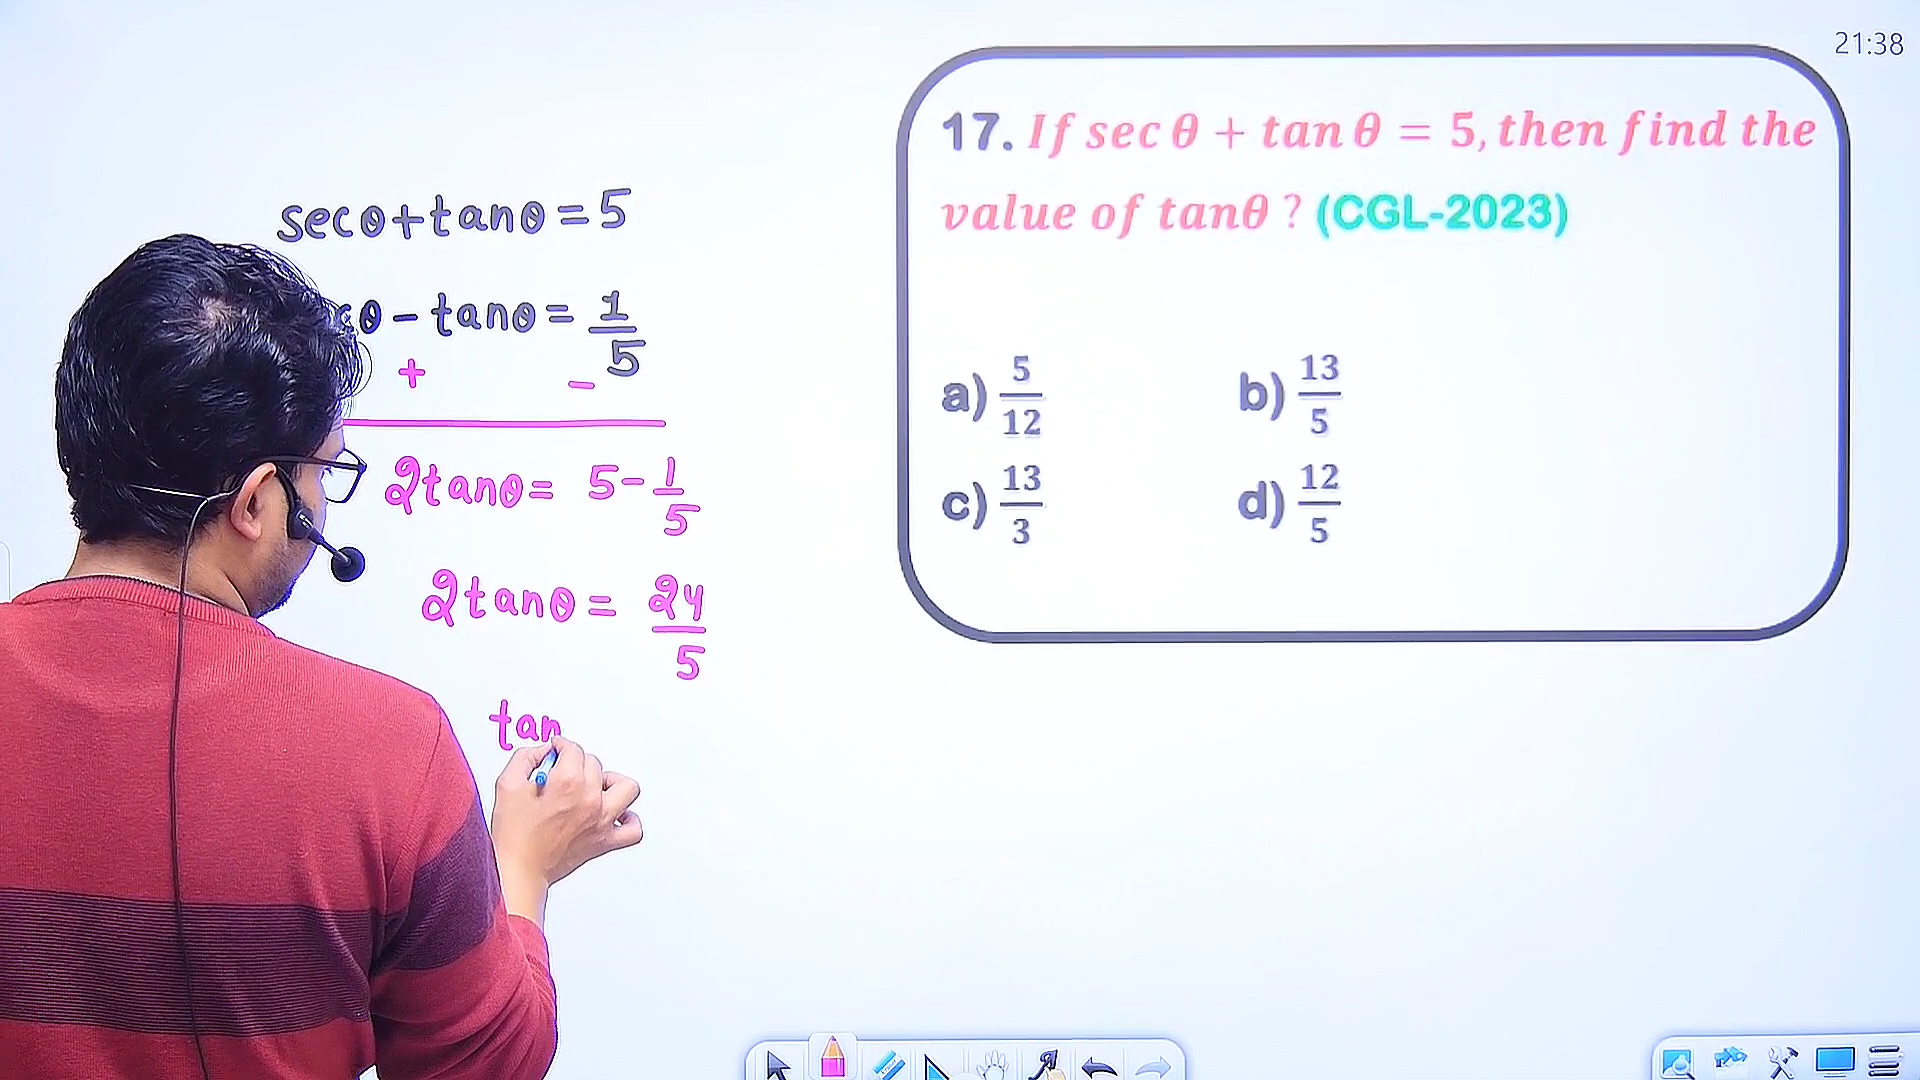 21:38
17. If sec θ + tan θ = 5, then find the
value of tanθ ? (CGL-2023)
a) 5/12 b) 13/5
c) 13/3 d) 12/5
secθ+tanθ=5
θ-tanθ=1/5
+ -
2tanθ= 5-1/5
2tanθ= 24/5
tan